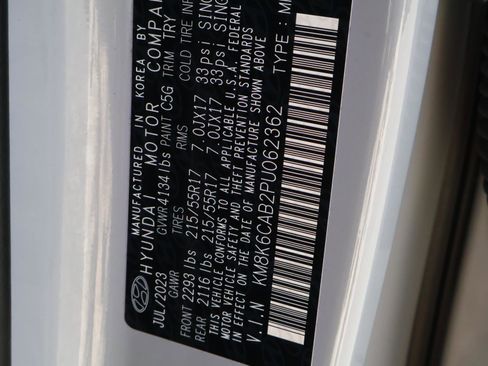 MANUFACTURED IN KOREA BY
HYUNDAI MOTOR COMPANY
JUL/2023 GVWR 4134 lbs PAINT C5G TRIM TRY
GAWR TIRES RIMS COLD TIRE INF
FRONT 2293 lbs 215/55R17 7.0JX17 33psi SING
REAR 2116 lbs 215/55R17 7.0JX17 33psi SING
THIS VEHICLE CONFORMS TO ALL APPLICABLE U.S.A. FEDERAL
MOTOR VEHICLE SAFETY AND THEFT PREVENTION STANDARDS
IN EFFECT ON THE DATE OF MANUFACTURE SHOWN ABOVE
V.I.N KM8K6CAB2PU062362 TYPE: